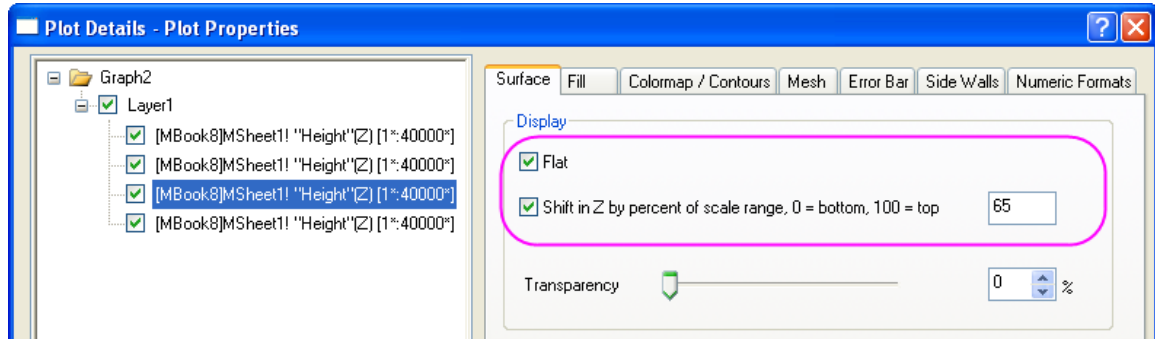 Plot Details - Plot Properties
Graph2
Layer1
[MBook8]MSheet1! "Height"(Z) [1*:40000*]
[MBook8]MSheet1! "Height"(Z) [1*:40000*]
[MBook8]MSheet1! "Height"(Z) [1*:40000*]
[MBook8]MSheet1! "Height"(Z) [1*:40000*]
Surface Fill Colormap / Contours Mesh Error Bar Side Walls Numeric Formats
Display
Flat
Shift in Z by percent of scale range, 0 = bottom, 100 = top 65
Transparency 0 %